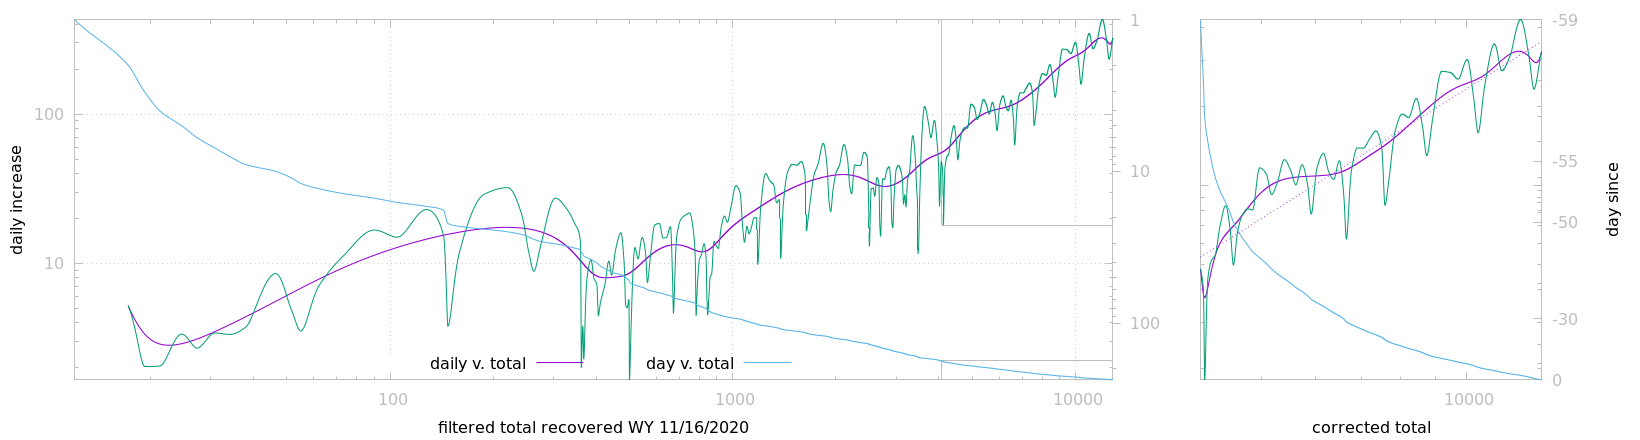 1
-59
100
daily increase
10
10
-55
-50
day since
-30
100
daily v. total
day v. total
0
100
1000
10000
10000
filtered total recovered WY 11/16/2020
corrected total